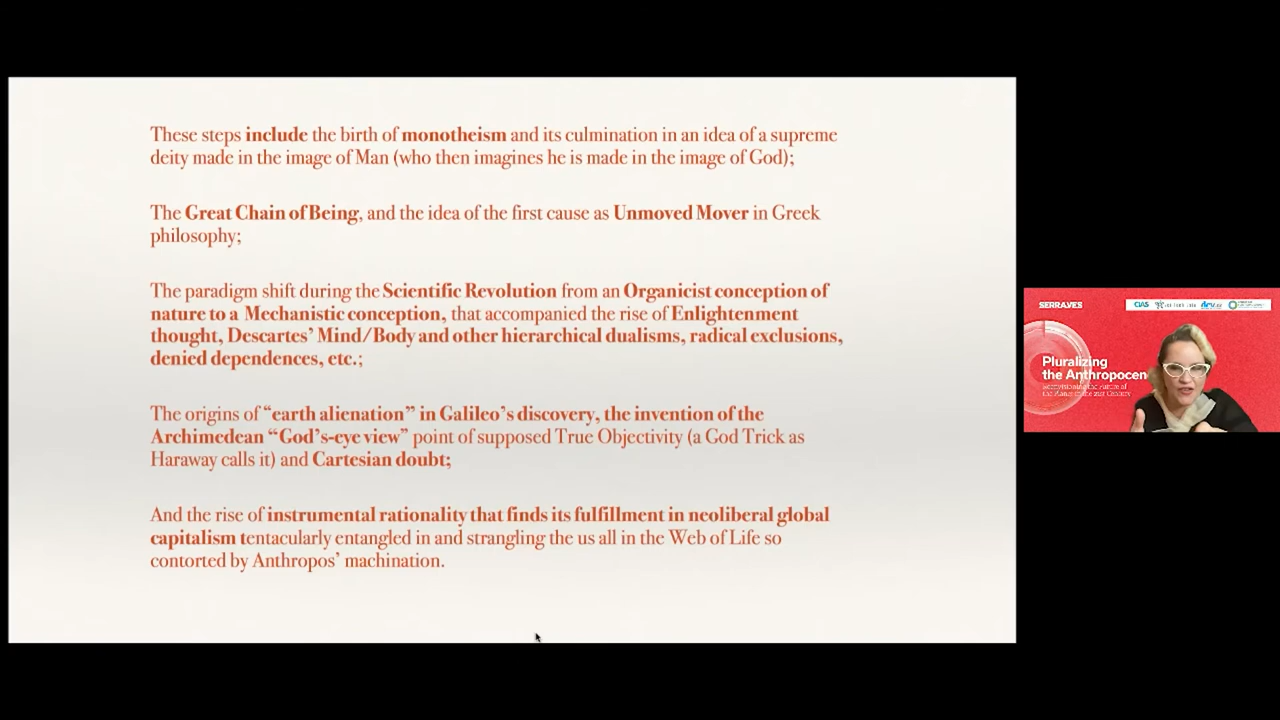 These steps include the birth of monotheism and its culmination in an idea of a supreme
deity made in the image of Man (who then imagines he is made in the image of God);
The Great Chain of Being, and the idea of the first cause as Unmoved Mover in Greek
philosophy;
The paradigm shift during the Scientific Revolution from an Organicist conception of
nature to a Mechanistic conception, that accompanied the rise of Enlightenment
thought, Descartes’ Mind/Body and other hierarchical dualisms, radical exclusions,
denied dependences, etc.;
The origins of “earth alienation” in Galileo’s discovery, the invention of the
Archimedean “God’s-eye view” point of supposed True Objectivity (a God Trick as
Haraway calls it) and Cartesian doubt;
And the rise of instrumental rationality that finds its fulfillment in neoliberal global
capitalism tentacularly entangled in and strangling the us all in the Web of Life so
contorted by Anthropos’ machination.
SERRALVES
CIAS
Pluralizing
the Anthropocen